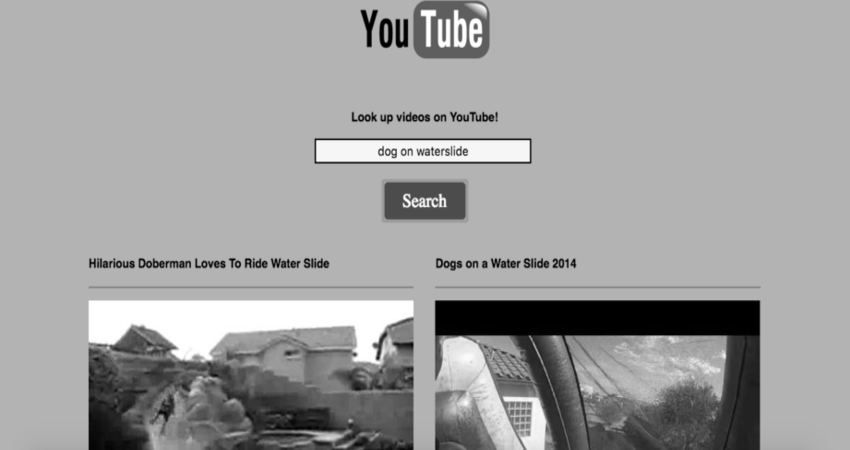 YouTube
Look up videos on YouTube!
dog on waterslide
Search
Hilarious Doberman Loves To Ride Water Slide
Dogs on a Water Slide 2014